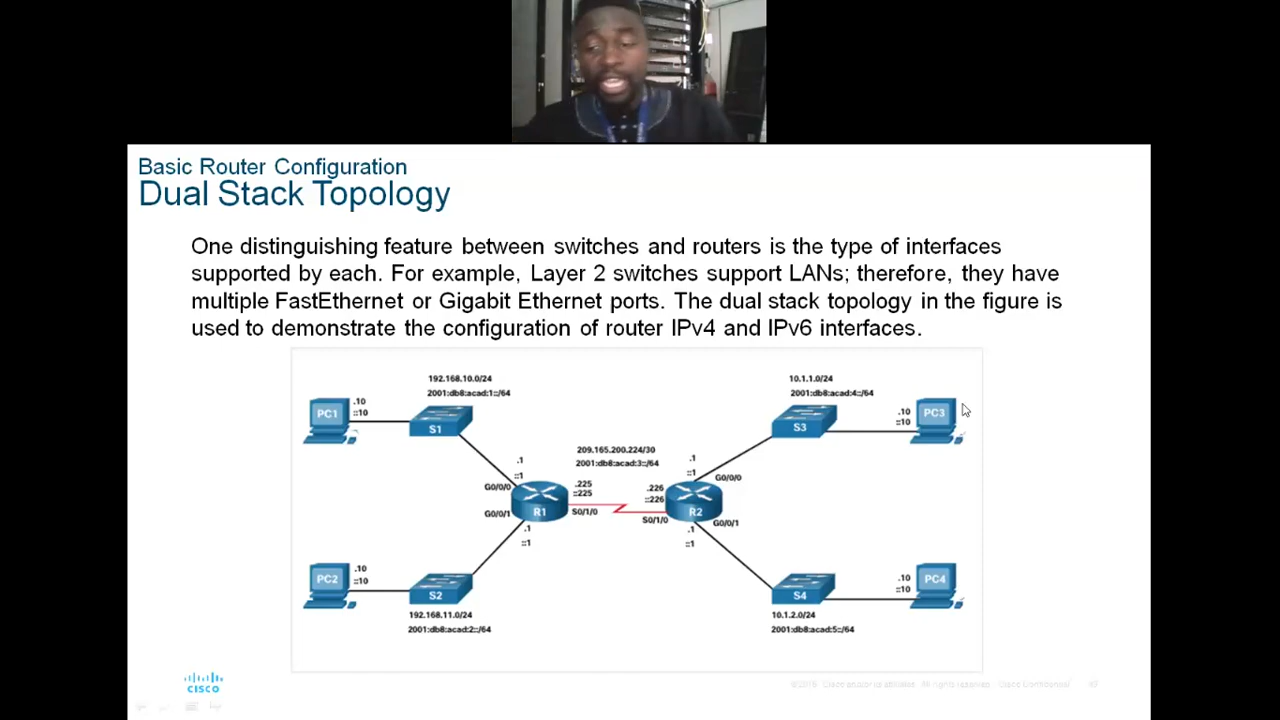 Basic Router Configuration
Dual Stack Topology
One distinguishing feature between switches and routers is the type of interfaces
supported by each. For example, Layer 2 switches support LANs; therefore, they have
multiple FastEthernet or Gigabit Ethernet ports. The dual stack topology in the figure is
used to demonstrate the configuration of router IPv4 and IPv6 interfaces.
192.168.10.0/24
2001:db8:acad:1::/64
10.1.1.0/24
2001:db8:acad:4::/64
PC1
.10
::10
S1
S3
.10
::10
PC3
209.165.200.224/30
2001:db8:acad:3::/64
.1
::1
.1
::1
G0/0/0
G0/0/0
.225
::225
.226
::226
G0/0/1
R1
S0/1/0
S0/1/0
R2
G0/0/1
.1
::1
.1
::1
PC2
.10
::10
S2
S4
.10
::10
PC4
192.168.11.0/24
2001:db8:acad:2::/64
10.1.2.0/24
2001:db8:acad:5::/64
CISCO
All rights reserved. Cisco Confidential